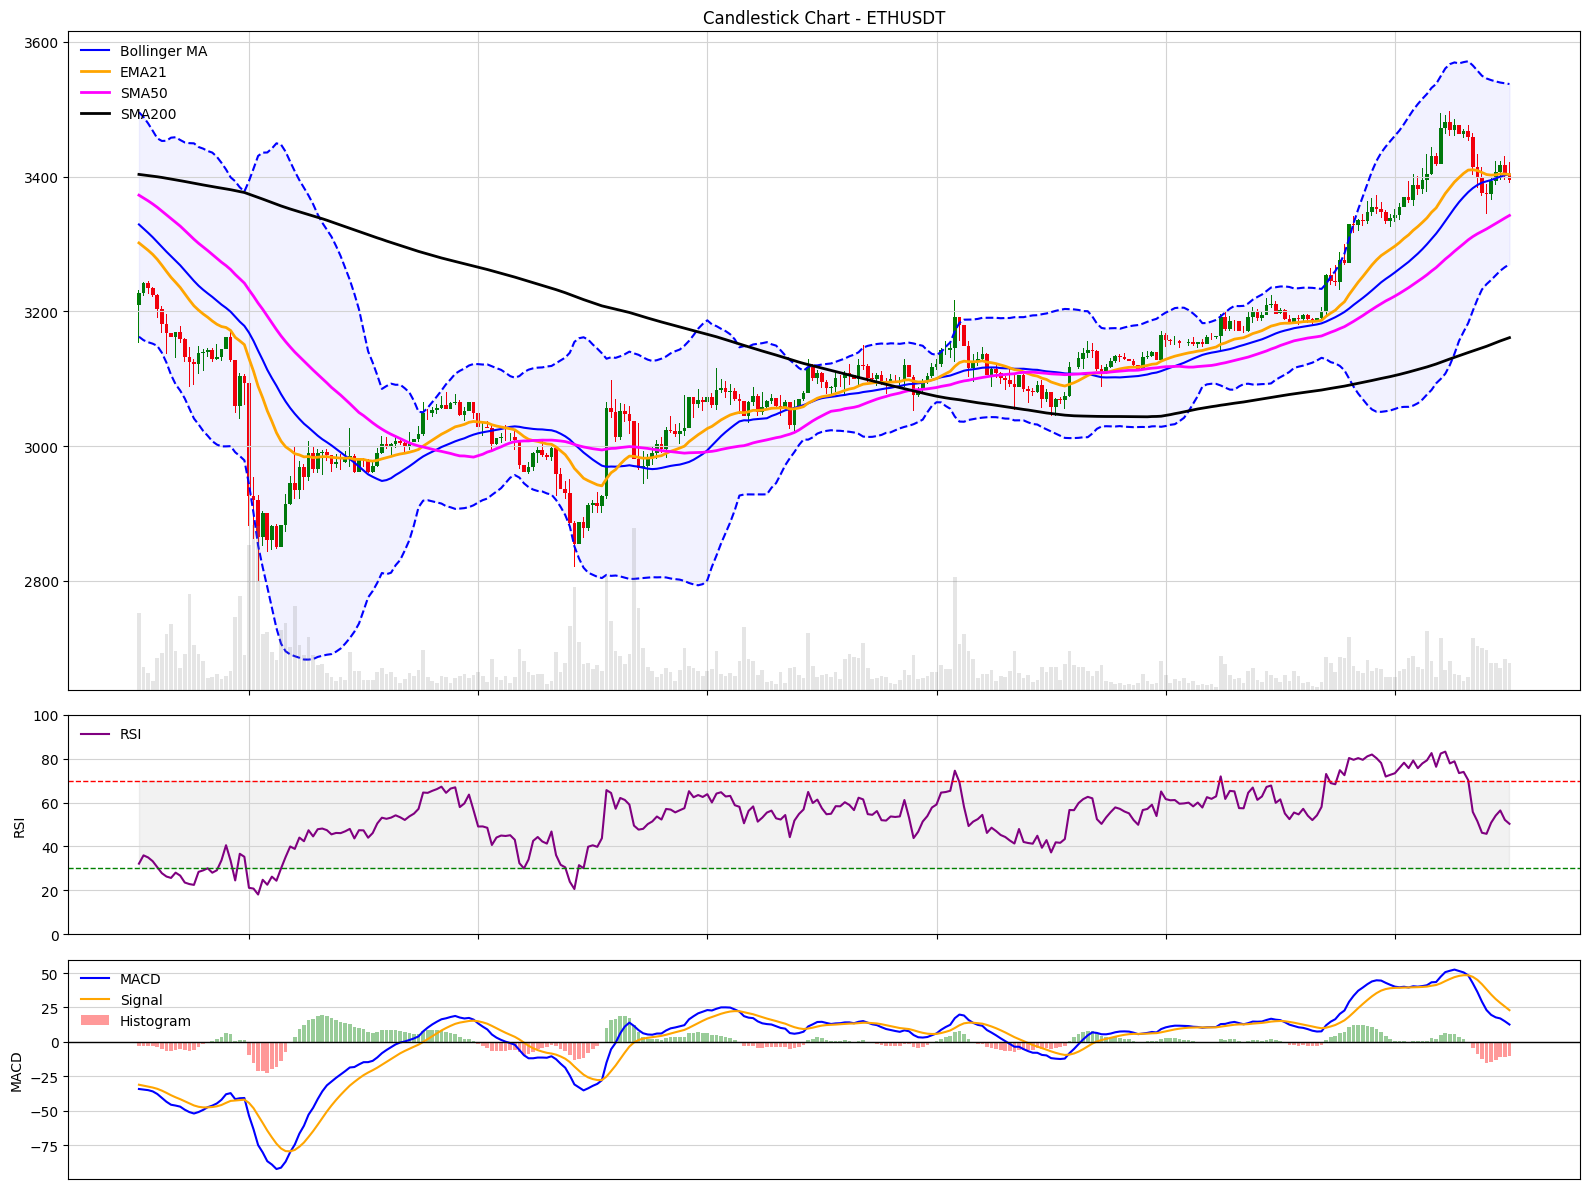 Candlestick Chart - ETHUSDT
3600
3400
3200
3000
2800
Bollinger MA
EMA21
SMA50
SMA200
100
80
60
40
20
0
RSI
RSI
50
25
0
−25
−50
−75
MACD
MACD
Signal
Histogram